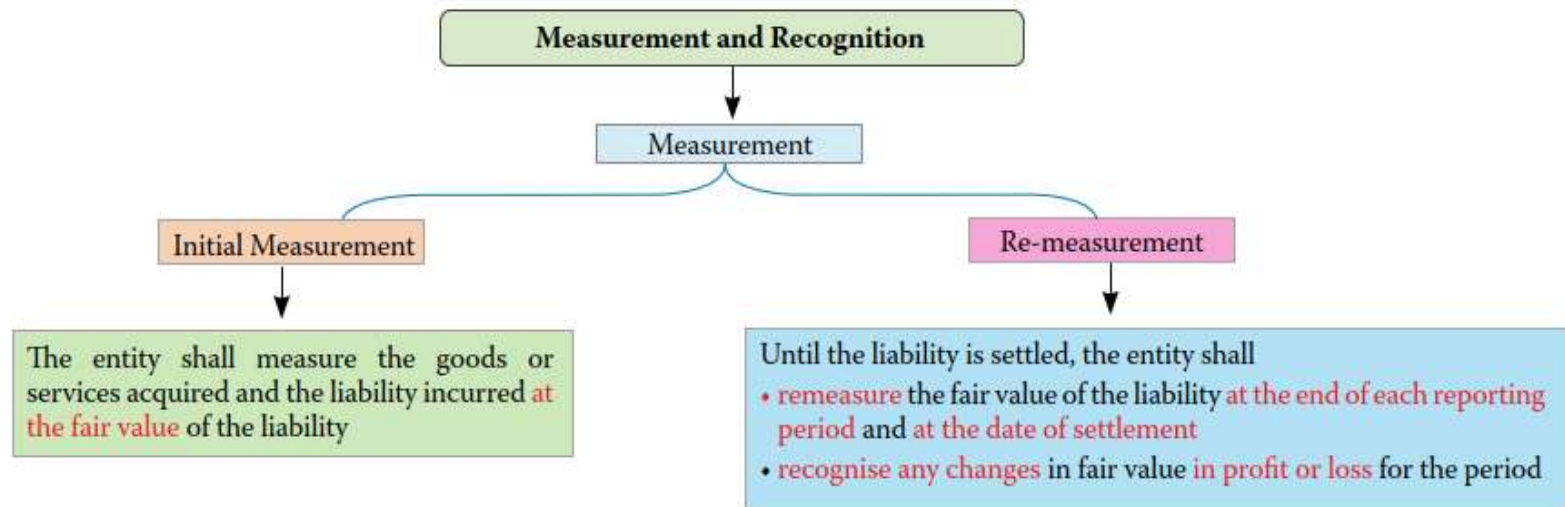 Measurement and Recognition
Measurement
Initial Measurement
Re-measurement
The entity shall measure the goods or
services acquired and the liability incurred at
the fair value of the liability
Until the liability is settled, the entity shall
• remeasure the fair value of the liability at the end of each reporting
period and at the date of settlement
• recognise any changes in fair value in profit or loss for the period